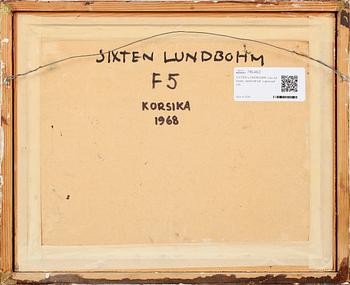 SIXTEN LUNDBOHM
F5
KORSIKA
1968